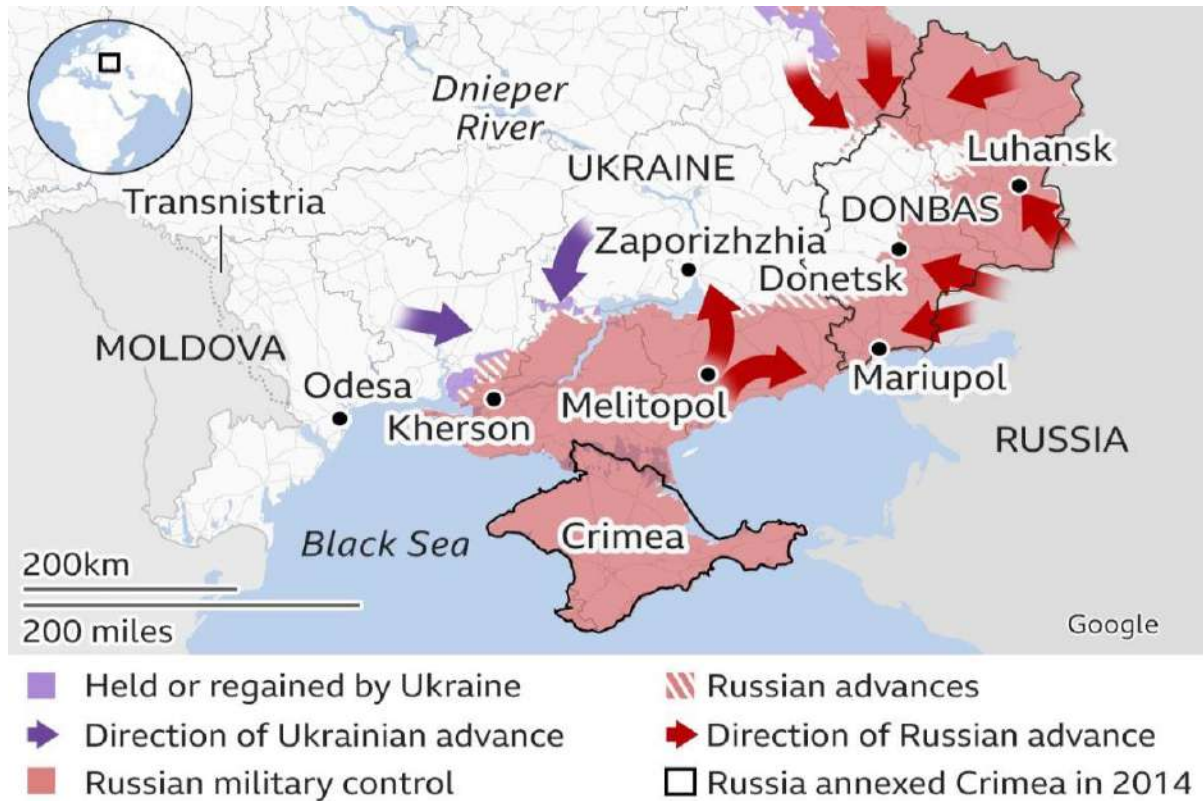 Dnieper
River
UKRAINE
Luhansk
Transnistria
DONBAS
Zaporizhzhia
Donetsk
MOLDOVA
Odesa
Kherson
Melitopol
Mariupol
RUSSIA
Black Sea
Crimea
200km
200 miles
Google
Held or regained by Ukraine
Direction of Ukrainian advance
Russian military control
Russian advances
Direction of Russian advance
Russia annexed Crimea in 2014